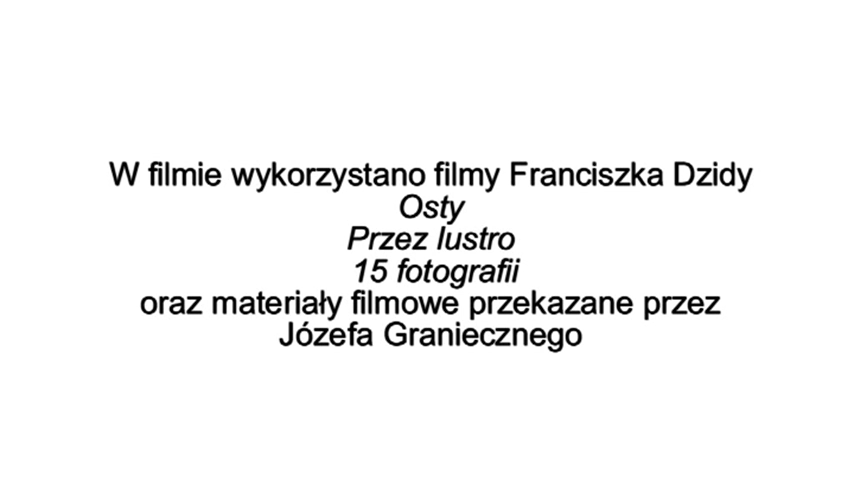 W filmie wykorzystano filmy Franciszka Dzidy
Osty
Przez lustro
15 fotografii
oraz materiały filmowe przekazane przez
Józefa Graniecznego